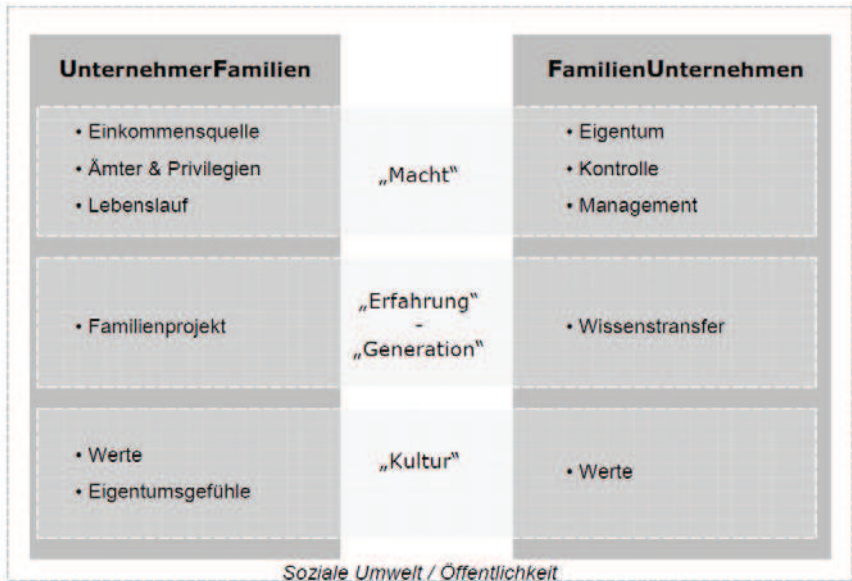 UnternehmerFamilien
FamilienUnternehmen
• Einkommensquelle
• Ämter & Privilegien
• Lebenslauf
„Macht“
• Eigentum
• Kontrolle
• Management
• Familienprojekt
„Erfahrung“
-
„Generation“
• Wissenstransfer
• Werte
• Eigentumsgefühle
„Kultur“
• Werte
Soziale Umwelt / Öffentlichkeit